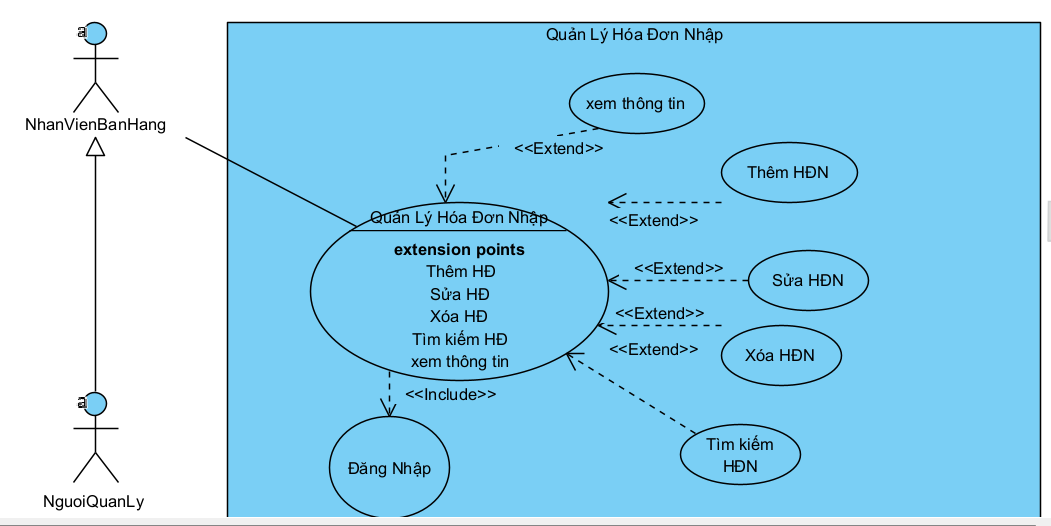 Quản Lý Hóa Đơn Nhập
a
NhanVienBanHang
xem thông tin
<<Extend>>
Thêm HĐN
<<Extend>>
Quản Lý Hóa Đơn Nhập
extension points
Thêm HĐ
Sửa HĐ
Xóa HĐ
Tìm kiếm HĐ
xem thông tin
<<Extend>>
Sửa HĐN
<<Extend>>
<<Extend>>
Xóa HĐN
<<Include>>
a
NguoiQuanLy
Đăng Nhập
Tìm kiếm
HĐN